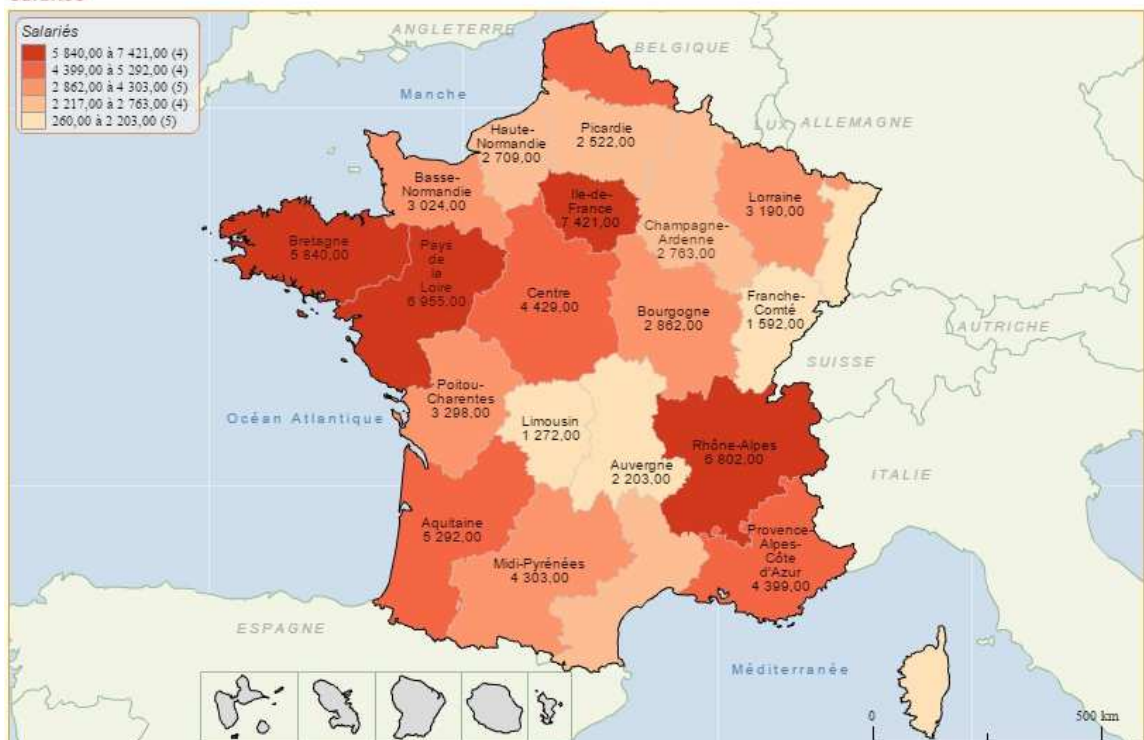 Salariés
5 840,00 à 7 421,00 (4)
4 399,00 à 5 292,00 (4)
2 862,00 à 4 303,00 (5)
2 217,00 à 2 763,00 (4)
260,00 à 2 203,00 (5)
ANGLETERRE
BELGIQUE
Manche
LUX
ALLEMAGNE
Haute-
Normandie
2 709,00
Picardie
2 522,00
Basse-
Normandie
3 024,00
Ile-de-
France
7 421,00
Lorraine
3 190,00
Champagne-
Ardenne
2 763,00
Bretagne
5 840,00
Pays
de
la
Loire
6 955,00
Centre
4 429,00
Bourgogne
2 862,00
Franche-
Comté
1 592,00
AUTRICHE
SUISSE
Poitou-
Charentes
3 298,00
Océan Atlantique
Limousin
1 272,00
Auvergne
2 203,00
Rhône-Alpes
6 802,00
ITALIE
Aquitaine
5 292,00
Midi-Pyrénées
4 303,00
Provence-
Alpes-
Côte
d'Azur
4 399,00
ESPAGNE
Méditerranée
0
500 km